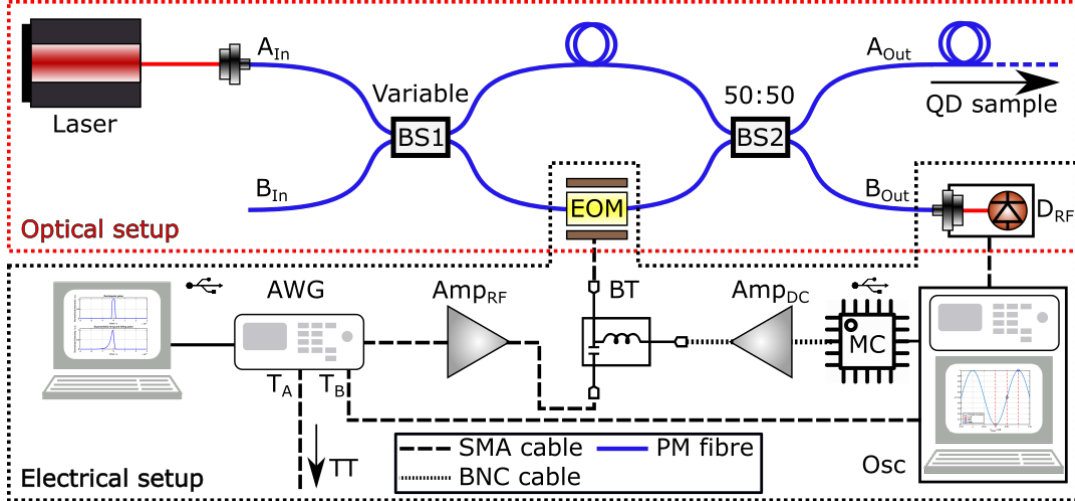 Laser
A_In
Variable
BS1
B_In
50:50
BS2
A_Out
QD sample
B_Out
D_RF
EOM
Optical setup
AWG
Amp_RF
BT
Amp_DC
MC
T_A
T_B
TT
SMA cable
PM fibre
BNC cable
Osc
Electrical setup